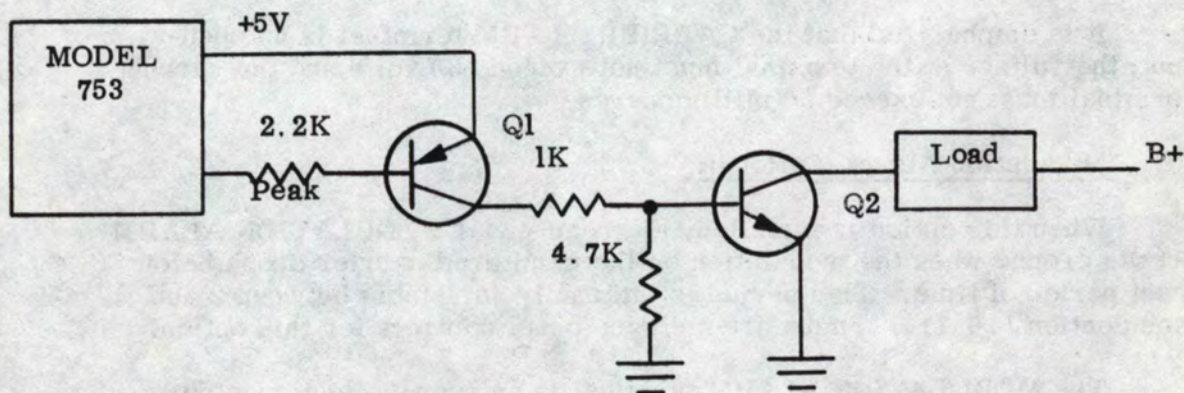 +5V
MODEL
753
2.2K
Peak
Q1
1K
4.7K
Q2
Load
B+